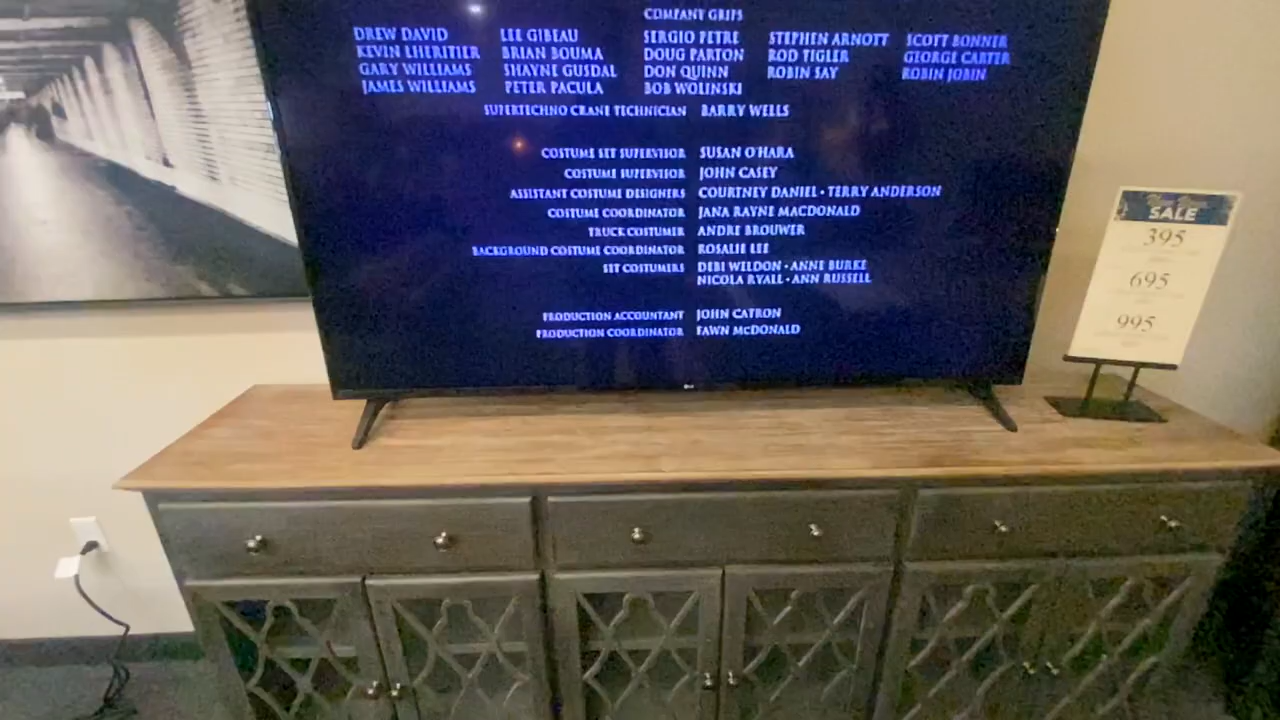 COMPANY GRIPS
DREW DAVID LEE GIBEAU SERGIO PETRE STEPHEN ARNOTT SCOTT BONNER
KEVIN LHERITIER BRIAN BOUMA DOUG PARTON ROD TIGLER GEORGE CARTER
GARY WILLIAMS SHAYNE GUSDAL DON QUINN ROBIN SAY ROBIN JOBIN
JAMES WILLIAMS PETER PACULA BOB WOLINSKI
SUPERTECHNO CRANE TECHNICIAN BARRY WELLS
COSTUME SET SUPERVISOR SUSAN O'HARA
COSTUME SUPERVISOR JOHN CASEY
ASSISTANT COSTUME DESIGNERS COURTNEY DANIEL • TERRY ANDERSON
COSTUME COORDINATOR JANA RAYNE MACDONALD
TRUCK COSTUMER ANDRE BROUWER
BACKGROUND COSTUME COORDINATOR ROSALIE LEE
SET COSTUMERS DEBI WELDON • ANNE BURKE
NICOLA RYALL • ANN RUSSELL
PRODUCTION ACCOUNTANT JOHN CATRON
PRODUCTION COORDINATOR FAWN McDONALD
LG
SALE
395
695
995